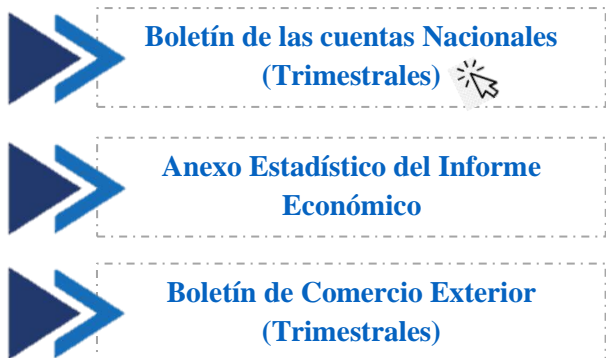 Boletín de las cuentas Nacionales
(Trimestrales)
Anexo Estadístico del Informe
Económico
Boletín de Comercio Exterior
(Trimestrales)